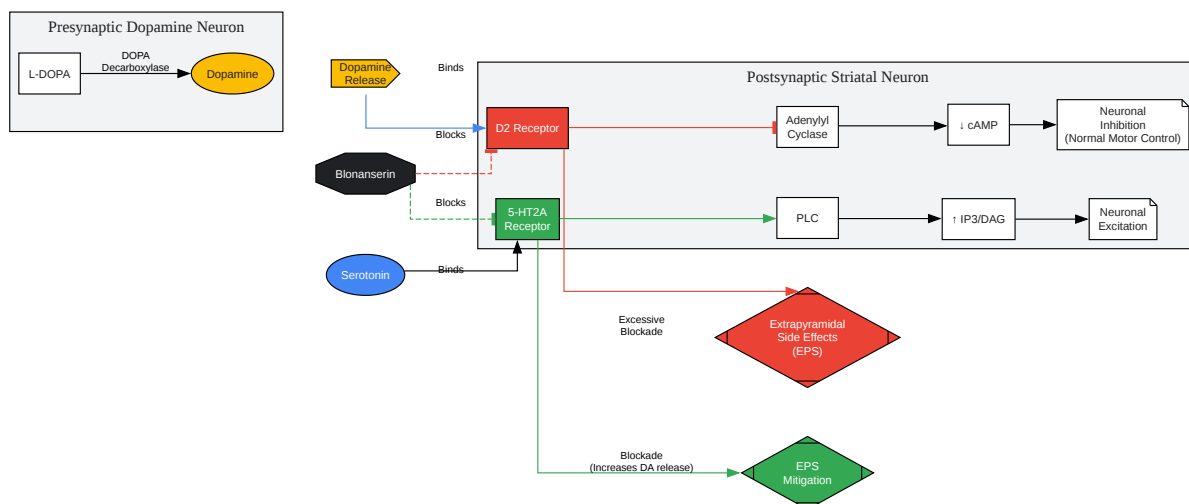 Presynaptic Dopamine Neuron
L-DOPA
DOPA
Decarboxylase
Dopamine
Dopamine
Release
Binds
Postsynaptic Striatal Neuron
D2 Receptor
Blocks
Adenylyl
Cyclase
↓ cAMP
Neuronal
Inhibition
(Normal Motor Control)
Blonanserin
Blocks
5-HT2A
Receptor
PLC
↑ IP3/DAG
Neuronal
Excitation
Serotonin
Binds
Excessive
Blockade
Extrapyramidal
Side Effects
(EPS)
Blockade
(Increases DA release)
EPS
Mitigation